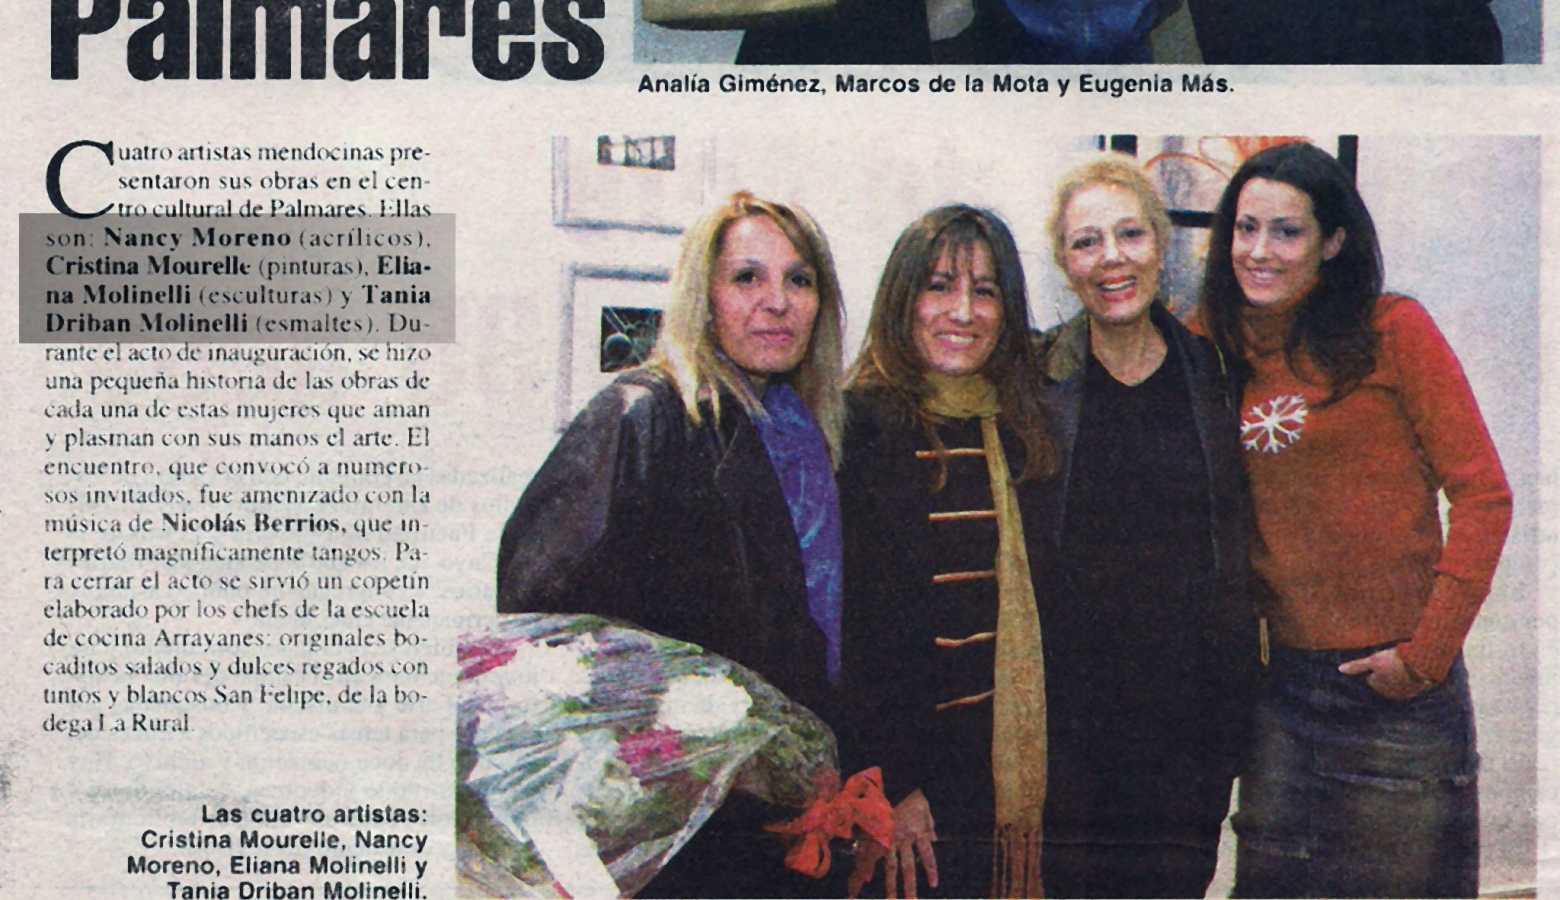 Palmares
Analía Giménez, Marcos de la Mota y Eugenia Más.
Cuatro artistas mendocinas pre-
sentaron sus obras en el cen-
tro cultural de Palmares. Ellas
son: Nancy Moreno (acrílicos),
Cristina Mourelle (pinturas), Elia-
na Molinelli (esculturas) y Tania
Driban Molinelli (esmaltes). Du-
rante el acto de inauguración, se hizo
una pequeña historia de las obras de
cada una de estas mujeres que aman
y plasman con sus manos el arte. El
encuentro, que convocó a numero-
sos invitados, fue amenizado con la
música de Nicolás Berrios, que in-
terpretó magníficamente tangos. Pa-
ra cerrar el acto se sirvió un copetín
elaborado por los chefs de la escuela
de cocina Arrayanes: originales bo-
caditos salados y dulces regados con
tintos y blancos San Felipe, de la bo-
dega La Rural.
Las cuatro artistas:
Cristina Mourelle, Nancy
Moreno, Eliana Molinelli y
Tania Driban Molinelli.